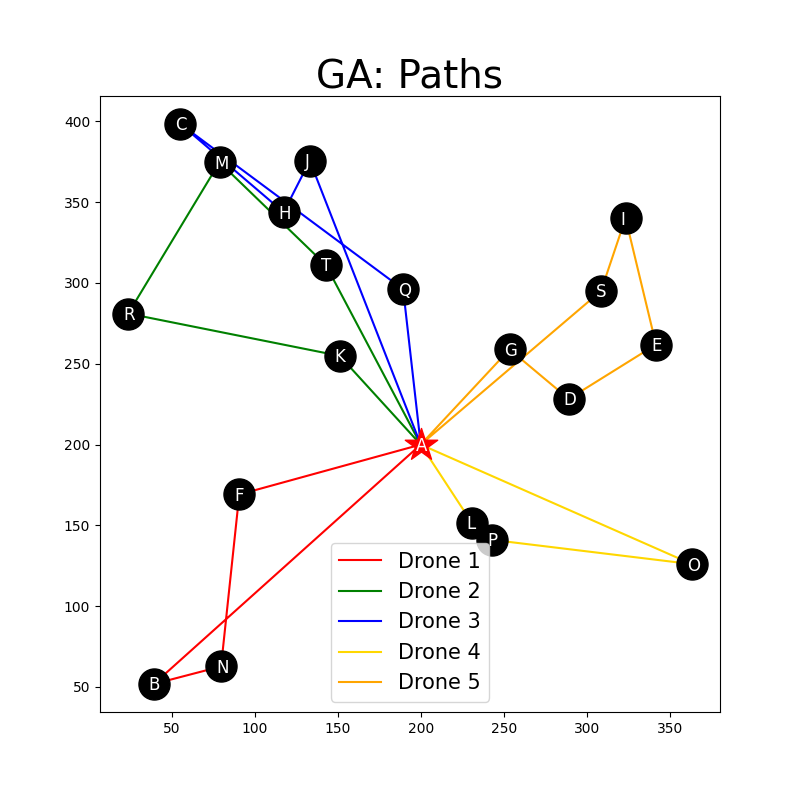 GA: Paths
400
350
300
250
200
150
100
50
C
M
J
H
T
Q
R
K
I
S
G
E
D
A
F
L
P
O
N
B
Drone 1
Drone 2
Drone 3
Drone 4
Drone 5
50 100 150 200 250 300 350